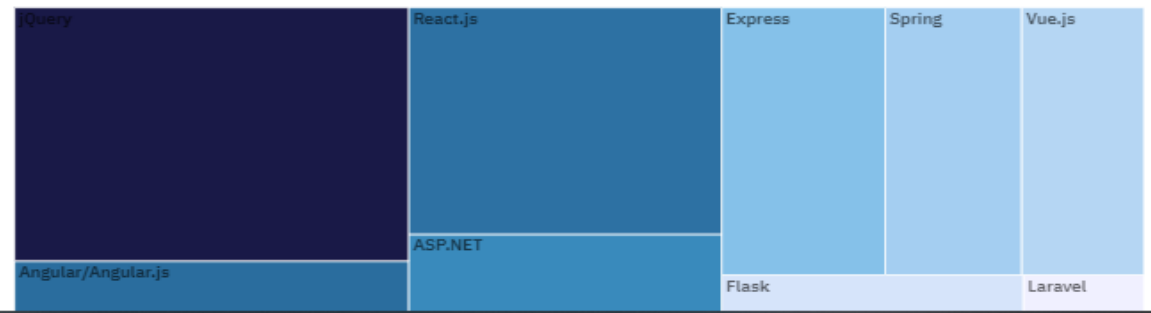 jQuery
React.js
Express
Spring
Vue.js
ASP.NET
Angular/Angular.js
Flask
Laravel